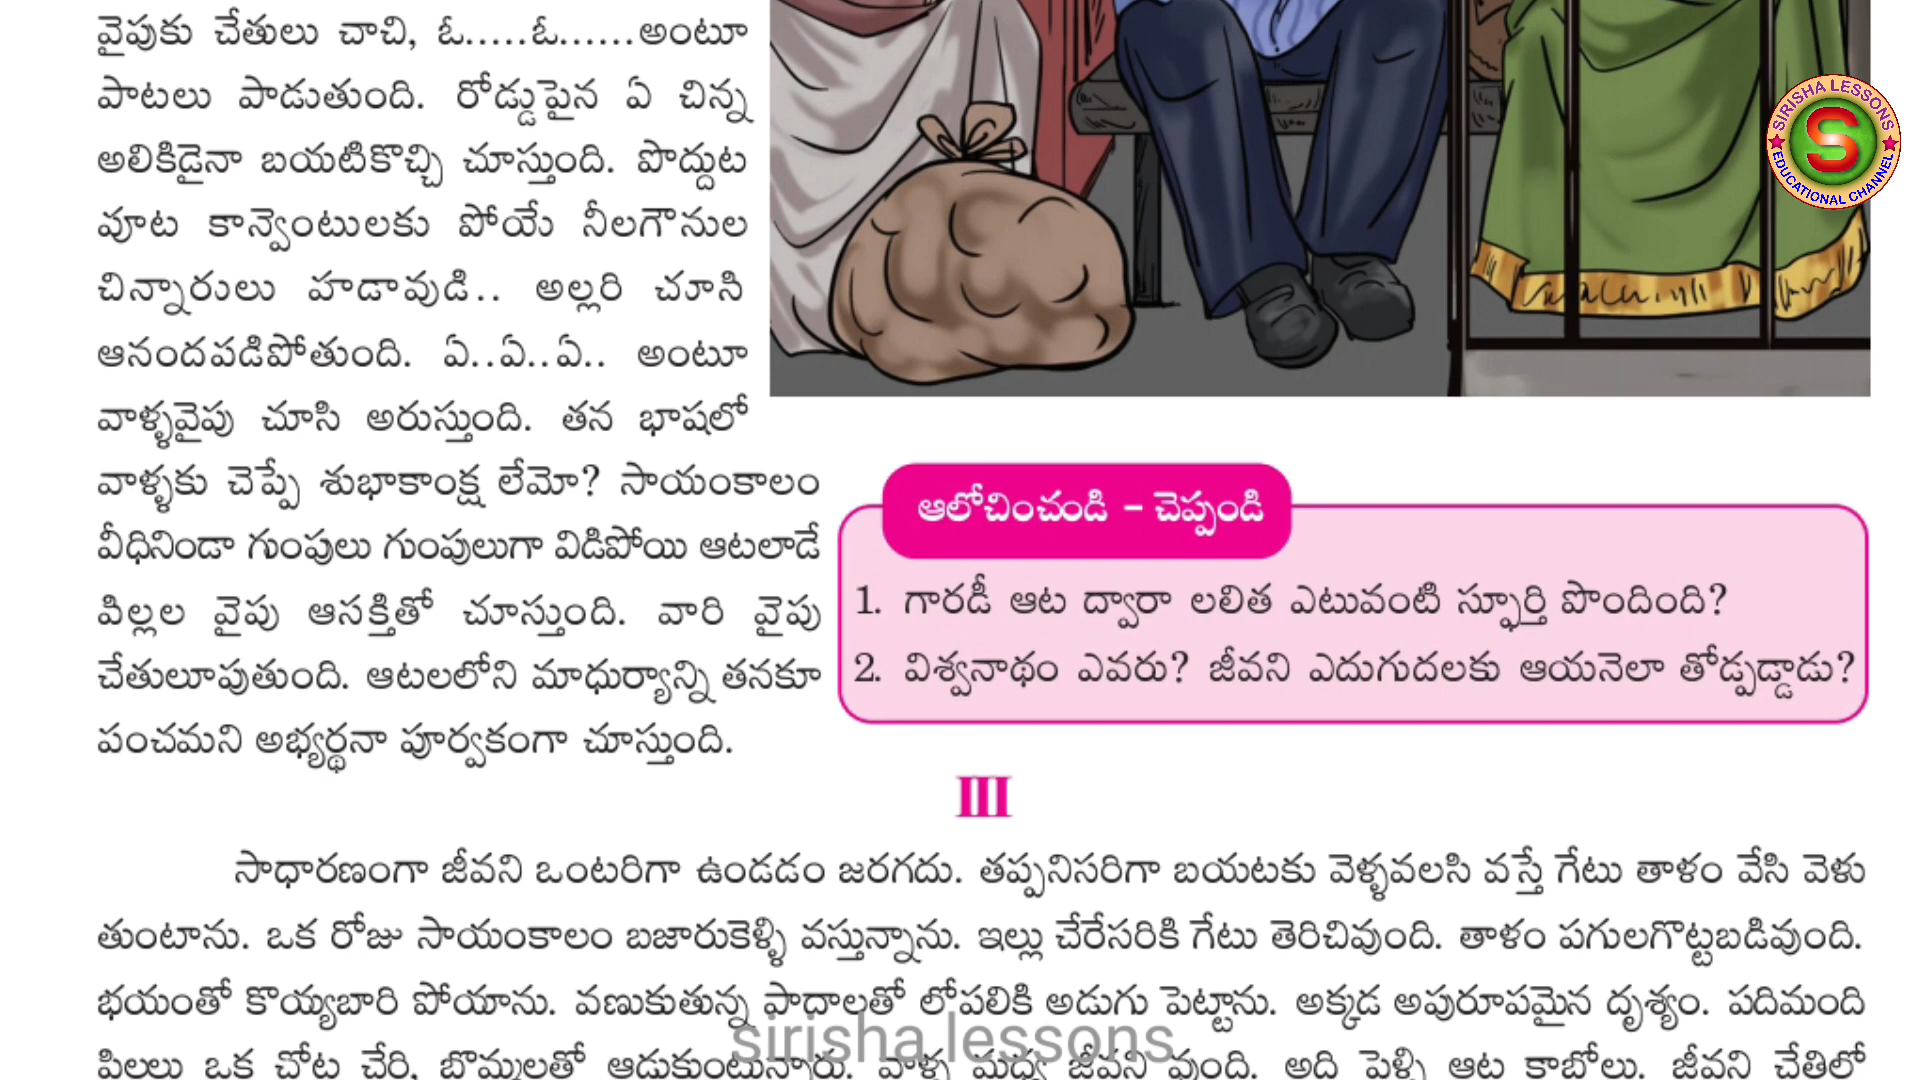 వైపుకు చేతులు చాచి, ఓ.....ఓ......అంటూ
పాటలు పాడుతుంది. రోడ్డుపైన ఏ చిన్న
అలికిడైనా బయటికొచ్చి చూస్తుంది. పొద్దుట
వూట కాన్వెంటులకు పోయే నీలగౌనుల
చిన్నారులు హడావుడి.. అల్లరి చూసి
ఆనందపడిపోతుంది. ఏ..ఏ..ఏ.. అంటూ
వాళ్ళవైపు చూసి అరుస్తుంది. తన భాషలో
వాళ్ళకు చెప్పే శుభాకాంక్ష లేమో? సాయంకాలం
వీధినిండా గుంపులు గుంపులుగా విడిపోయి ఆటలాడే
పిల్లల వైపు ఆసక్తితో చూస్తుంది. వారి వైపు
చేతులూపుతుంది. ఆటలలోని మాధుర్యాన్ని తనకూ
పంచమని అభ్యర్థనా పూర్వకంగా చూస్తుంది.
SIRISHA LESSONS
S
EDUCATIONAL CHANNEL
ఆలోచించండి – చెప్పండి
1. గారడీ ఆట ద్వారా లలిత ఎటువంటి స్ఫూర్తి పొందింది?
2. విశ్వనాథం ఎవరు? జీవని ఎదుగుదలకు ఆయనెలా తోడ్పడ్డాడు?
III
సాధారణంగా జీవని ఒంటరిగా ఉండడం జరగదు. తప్పనిసరిగా బయటకు వెళ్ళవలసి వస్తే గేటు తాళం వేసి వెళు
తుంటాను. ఒక రోజు సాయంకాలం బజారుకెళ్ళి వస్తున్నాను. ఇల్లు చేరేసరికి గేటు తెరిచివుంది. తాళం పగులగొట్టబడివుంది.
భయంతో కొయ్యబారి పోయాను. వణుకుతున్న పాదాలతో లోపలికి అడుగు పెట్టాను. అక్కడ అపురూపమైన దృశ్యం. పదిమంది
పిల్లలు ఒక చోట చేరి, బొమ్మలతో ఆడుకుంటున్నారు. వాళ్ళ మధ్య జీవని వుంది. అది పెళ్ళి ఆట కాబోలు. జీవని చేతిలో
sirisha lessons